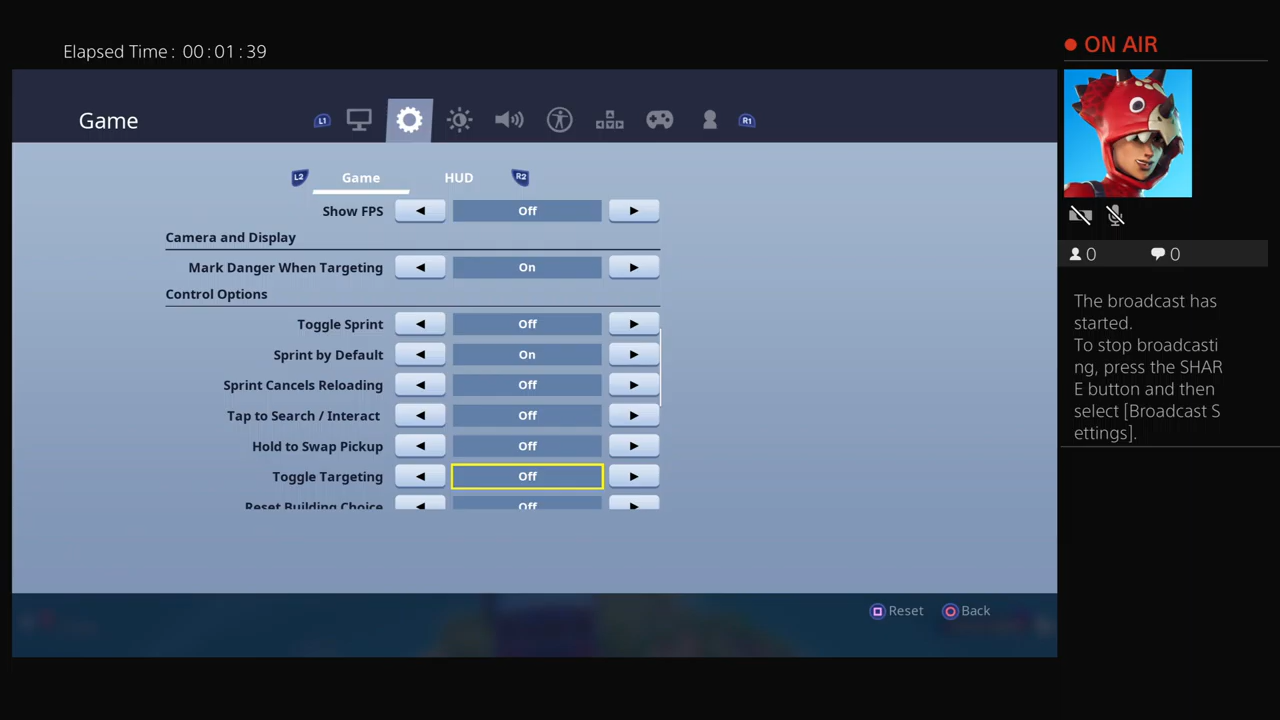 Elapsed Time: 00:01:39
ON AIR
Game
L1
R1
L2
Game
HUD
R2
Show FPS
Off
Camera and Display
Mark Danger When Targeting
On
Control Options
Toggle Sprint
Off
Sprint by Default
On
Sprint Cancels Reloading
Off
Tap to Search / Interact
Off
Hold to Swap Pickup
Off
Toggle Targeting
Off
Reset Building Choice
Off
Reset
Back
0
0
The broadcast has
started.
To stop broadcasti
ng, press the SHAR
E button and then
select [Broadcast S
ettings].